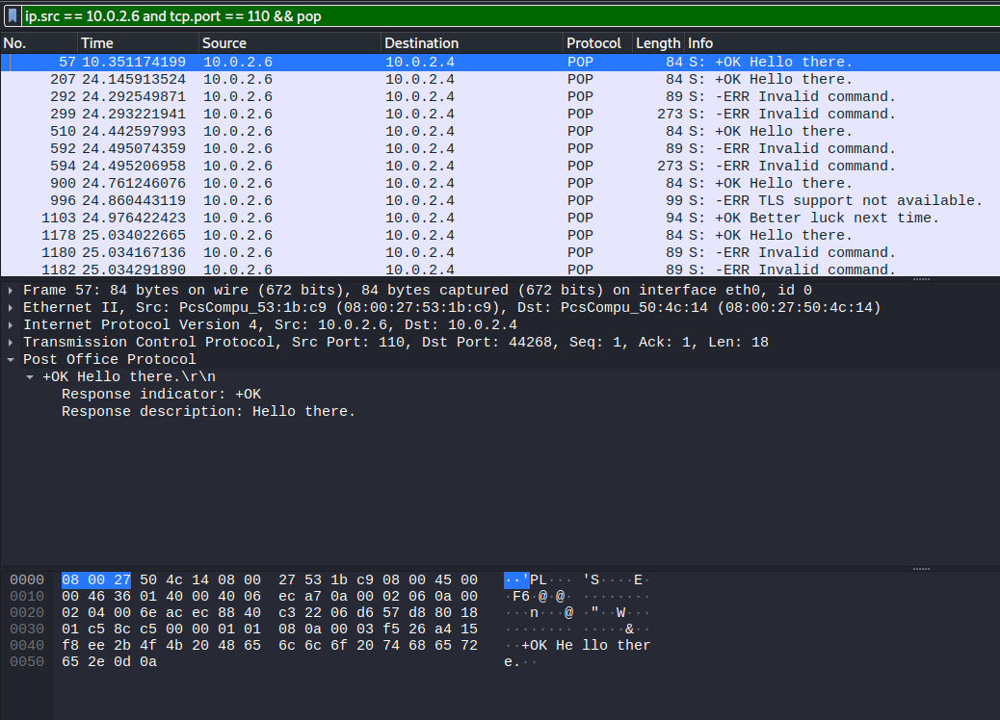 ip.src == 10.0.2.6 and tcp.port == 110 && pop
No. Time Source Destination Protocol Length Info
57 10.351174199 10.0.2.6 10.0.2.4 POP 84 S: +OK Hello there.
207 24.145913524 10.0.2.6 10.0.2.4 POP 84 S: +OK Hello there.
292 24.292549871 10.0.2.6 10.0.2.4 POP 89 S: -ERR Invalid command.
299 24.293221941 10.0.2.6 10.0.2.4 POP 273 S: -ERR Invalid command.
510 24.442597993 10.0.2.6 10.0.2.4 POP 84 S: +OK Hello there.
592 24.495074359 10.0.2.6 10.0.2.4 POP 89 S: -ERR Invalid command.
594 24.495206958 10.0.2.6 10.0.2.4 POP 273 S: -ERR Invalid command.
900 24.761246076 10.0.2.6 10.0.2.4 POP 84 S: +OK Hello there.
996 24.860443119 10.0.2.6 10.0.2.4 POP 99 S: -ERR TLS support not available.
1103 24.976422423 10.0.2.6 10.0.2.4 POP 94 S: +OK Better luck next time.
1178 25.034022665 10.0.2.6 10.0.2.4 POP 84 S: +OK Hello there.
1180 25.034167136 10.0.2.6 10.0.2.4 POP 89 S: -ERR Invalid command.
1182 25.034291890 10.0.2.6 10.0.2.4 POP 89 S: -ERR Invalid command.
Frame 57: 84 bytes on wire (672 bits), 84 bytes captured (672 bits) on interface eth0, id 0
Ethernet II, Src: PcsCompu_53:1b:c9 (08:00:27:53:1b:c9), Dst: PcsCompu_50:4c:14 (08:00:27:50:4c:14)
Internet Protocol Version 4, Src: 10.0.2.6, Dst: 10.0.2.4
Transmission Control Protocol, Src Port: 110, Dst Port: 44268, Seq: 1, Ack: 1, Len: 18
Post Office Protocol
+OK Hello there.\r\n
Response indicator: +OK
Response description: Hello there.
0000 08 00 27 50 4c 14 08 00 27 53 1b c9 08 00 45 00 ··'PL··· 'S····E·
0010 00 46 36 01 40 00 40 06 ec a7 0a 00 02 06 0a 00 ·F6·@·@· ········
0020 02 04 00 6e ac ec 88 40 c3 22 06 d6 57 d8 80 18 ···n···@ ·"··W···
0030 01 c5 8c c5 00 00 01 01 08 0a 00 03 f5 26 a4 15 ········ ·····&··
0040 f8 ee 2b 4f 4b 20 48 65 6c 6c 6f 20 74 68 65 72 ··+OK He llo ther
0050 65 2e 0d 0a e.··